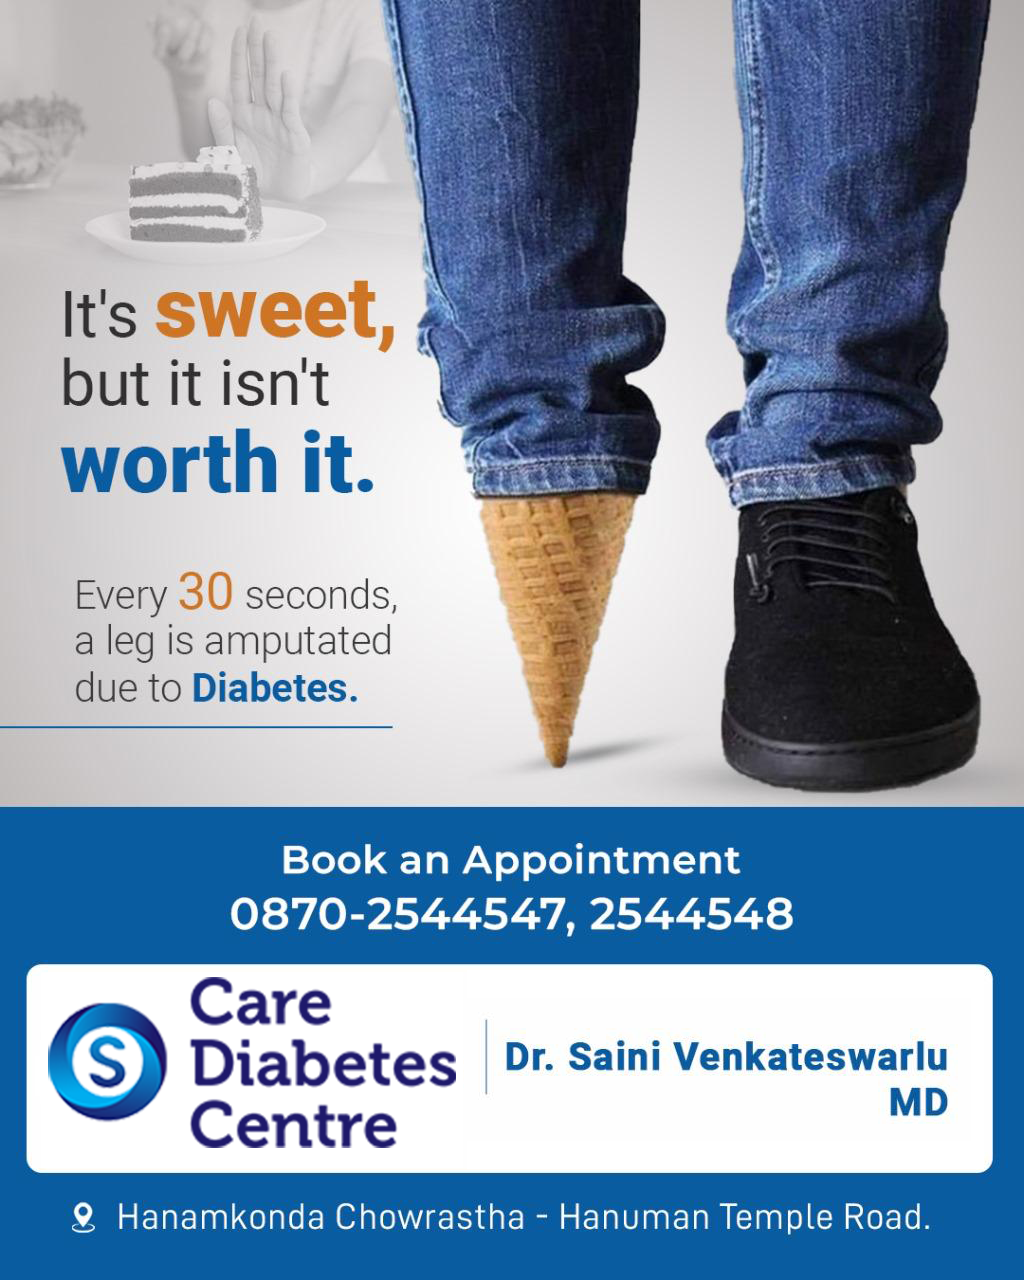 It's sweet,
but it isn't
worth it.
Every 30 seconds,
a leg is amputated
due to Diabetes.
Book an Appointment
0870-2544547, 2544548
S
Care
Diabetes
Centre
Dr. Saini Venkateswarlu
MD
Hanamkonda Chowrastha - Hanuman Temple Road.